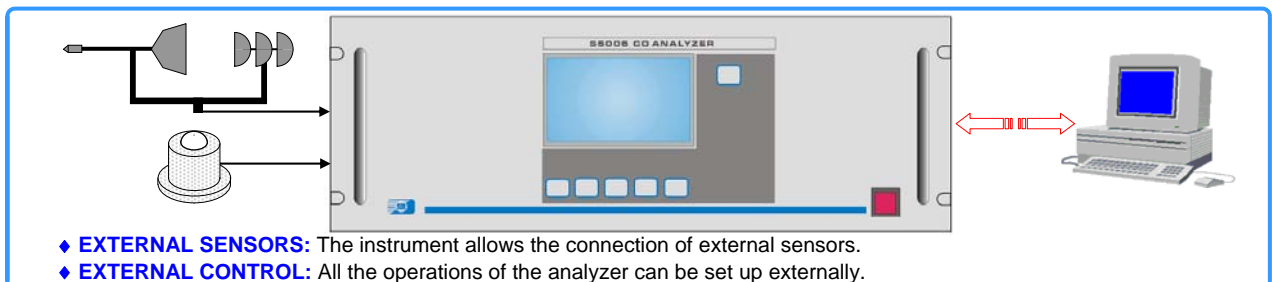 S5006 CO ANALYZER
♦ EXTERNAL SENSORS: The instrument allows the connection of external sensors.
♦ EXTERNAL CONTROL: All the operations of the analyzer can be set up externally.